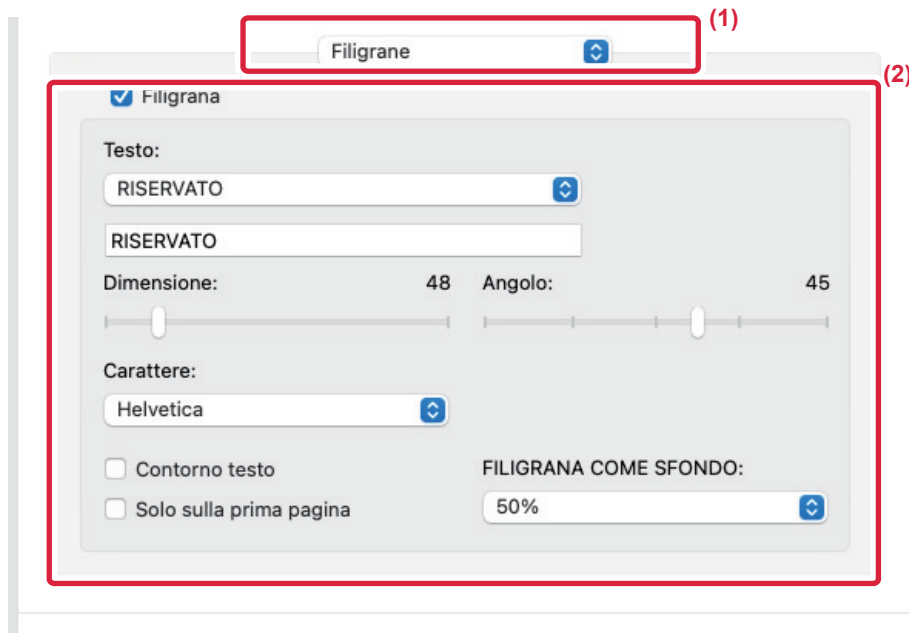 (1)
Filigrane
(2)
Filigrana
Testo:
RISERVATO
RISERVATO
Dimensione: 48 Angolo: 45
Carattere:
Helvetica
Contorno testo FILIGRANA COME SFONDO:
Solo sulla prima pagina 50%